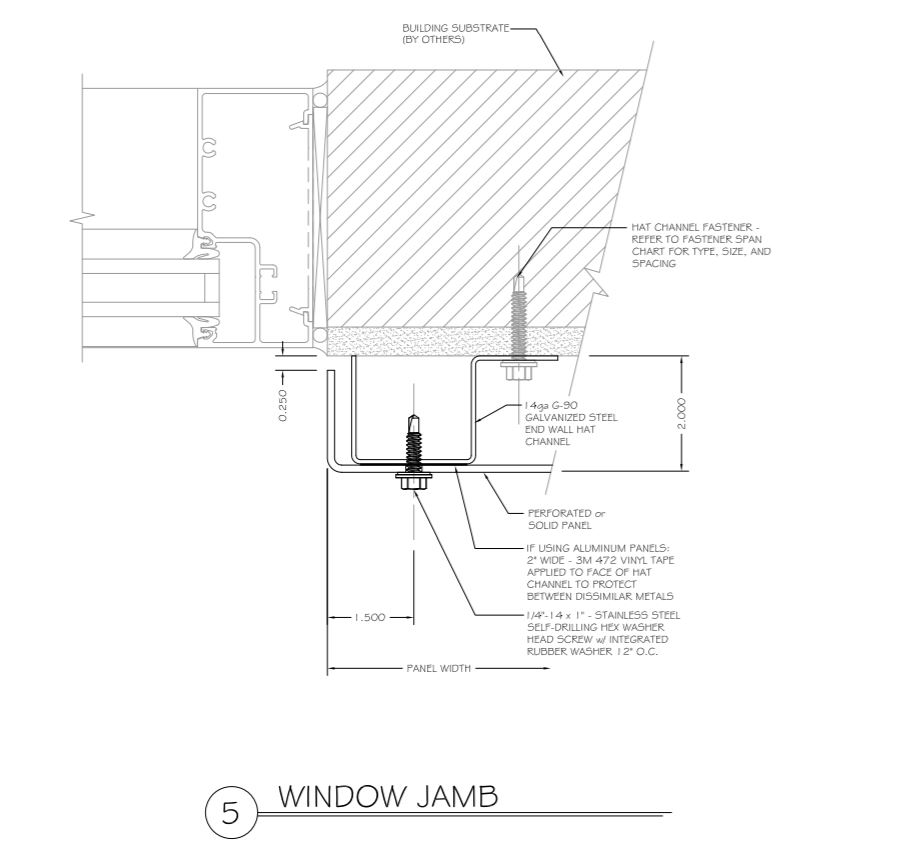 BUILDING SUBSTRATE
(BY OTHERS)
HAT CHANNEL FASTENER -
REFER TO FASTENER SPAN
CHART FOR TYPE, SIZE, AND
SPACING
0.250
14ga G-90
GALVANIZED STEEL
END WALL HAT
CHANNEL
2.000
PERFORATED or
SOLID PANEL
IF USING ALUMINUM PANELS:
2" WIDE - 3M 472 VINYL TAPE
APPLIED TO FACE OF HAT
CHANNEL TO PROTECT
BETWEEN DISSIMILAR METALS
1/4"-14 x 1" - STAINLESS STEEL
SELF-DRILLING HEX WASHER
HEAD SCREW w/ INTEGRATED
RUBBER WASHER 12" O.C.
1.500
PANEL WIDTH
5 WINDOW JAMB